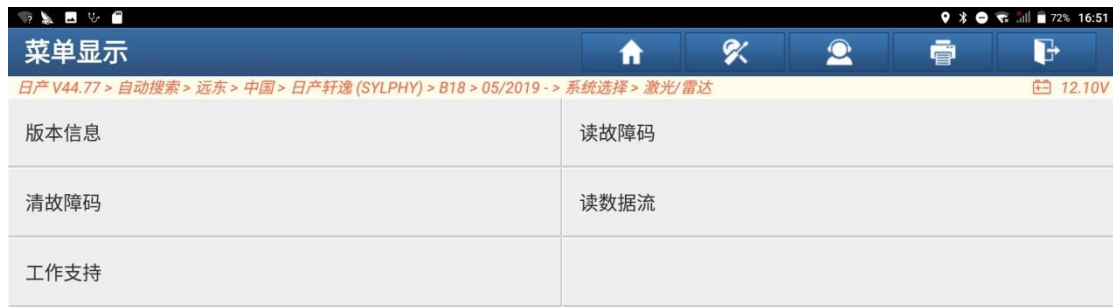 72% 16:51
菜单显示
日产 V44.77 > 自动搜索 > 远东 > 中国 > 日产轩逸 (SYLPHY) > B18 > 05/2019 - > 系统选择 > 激光/雷达 12.10V
版本信息 读故障码
清故障码 读数据流
工作支持